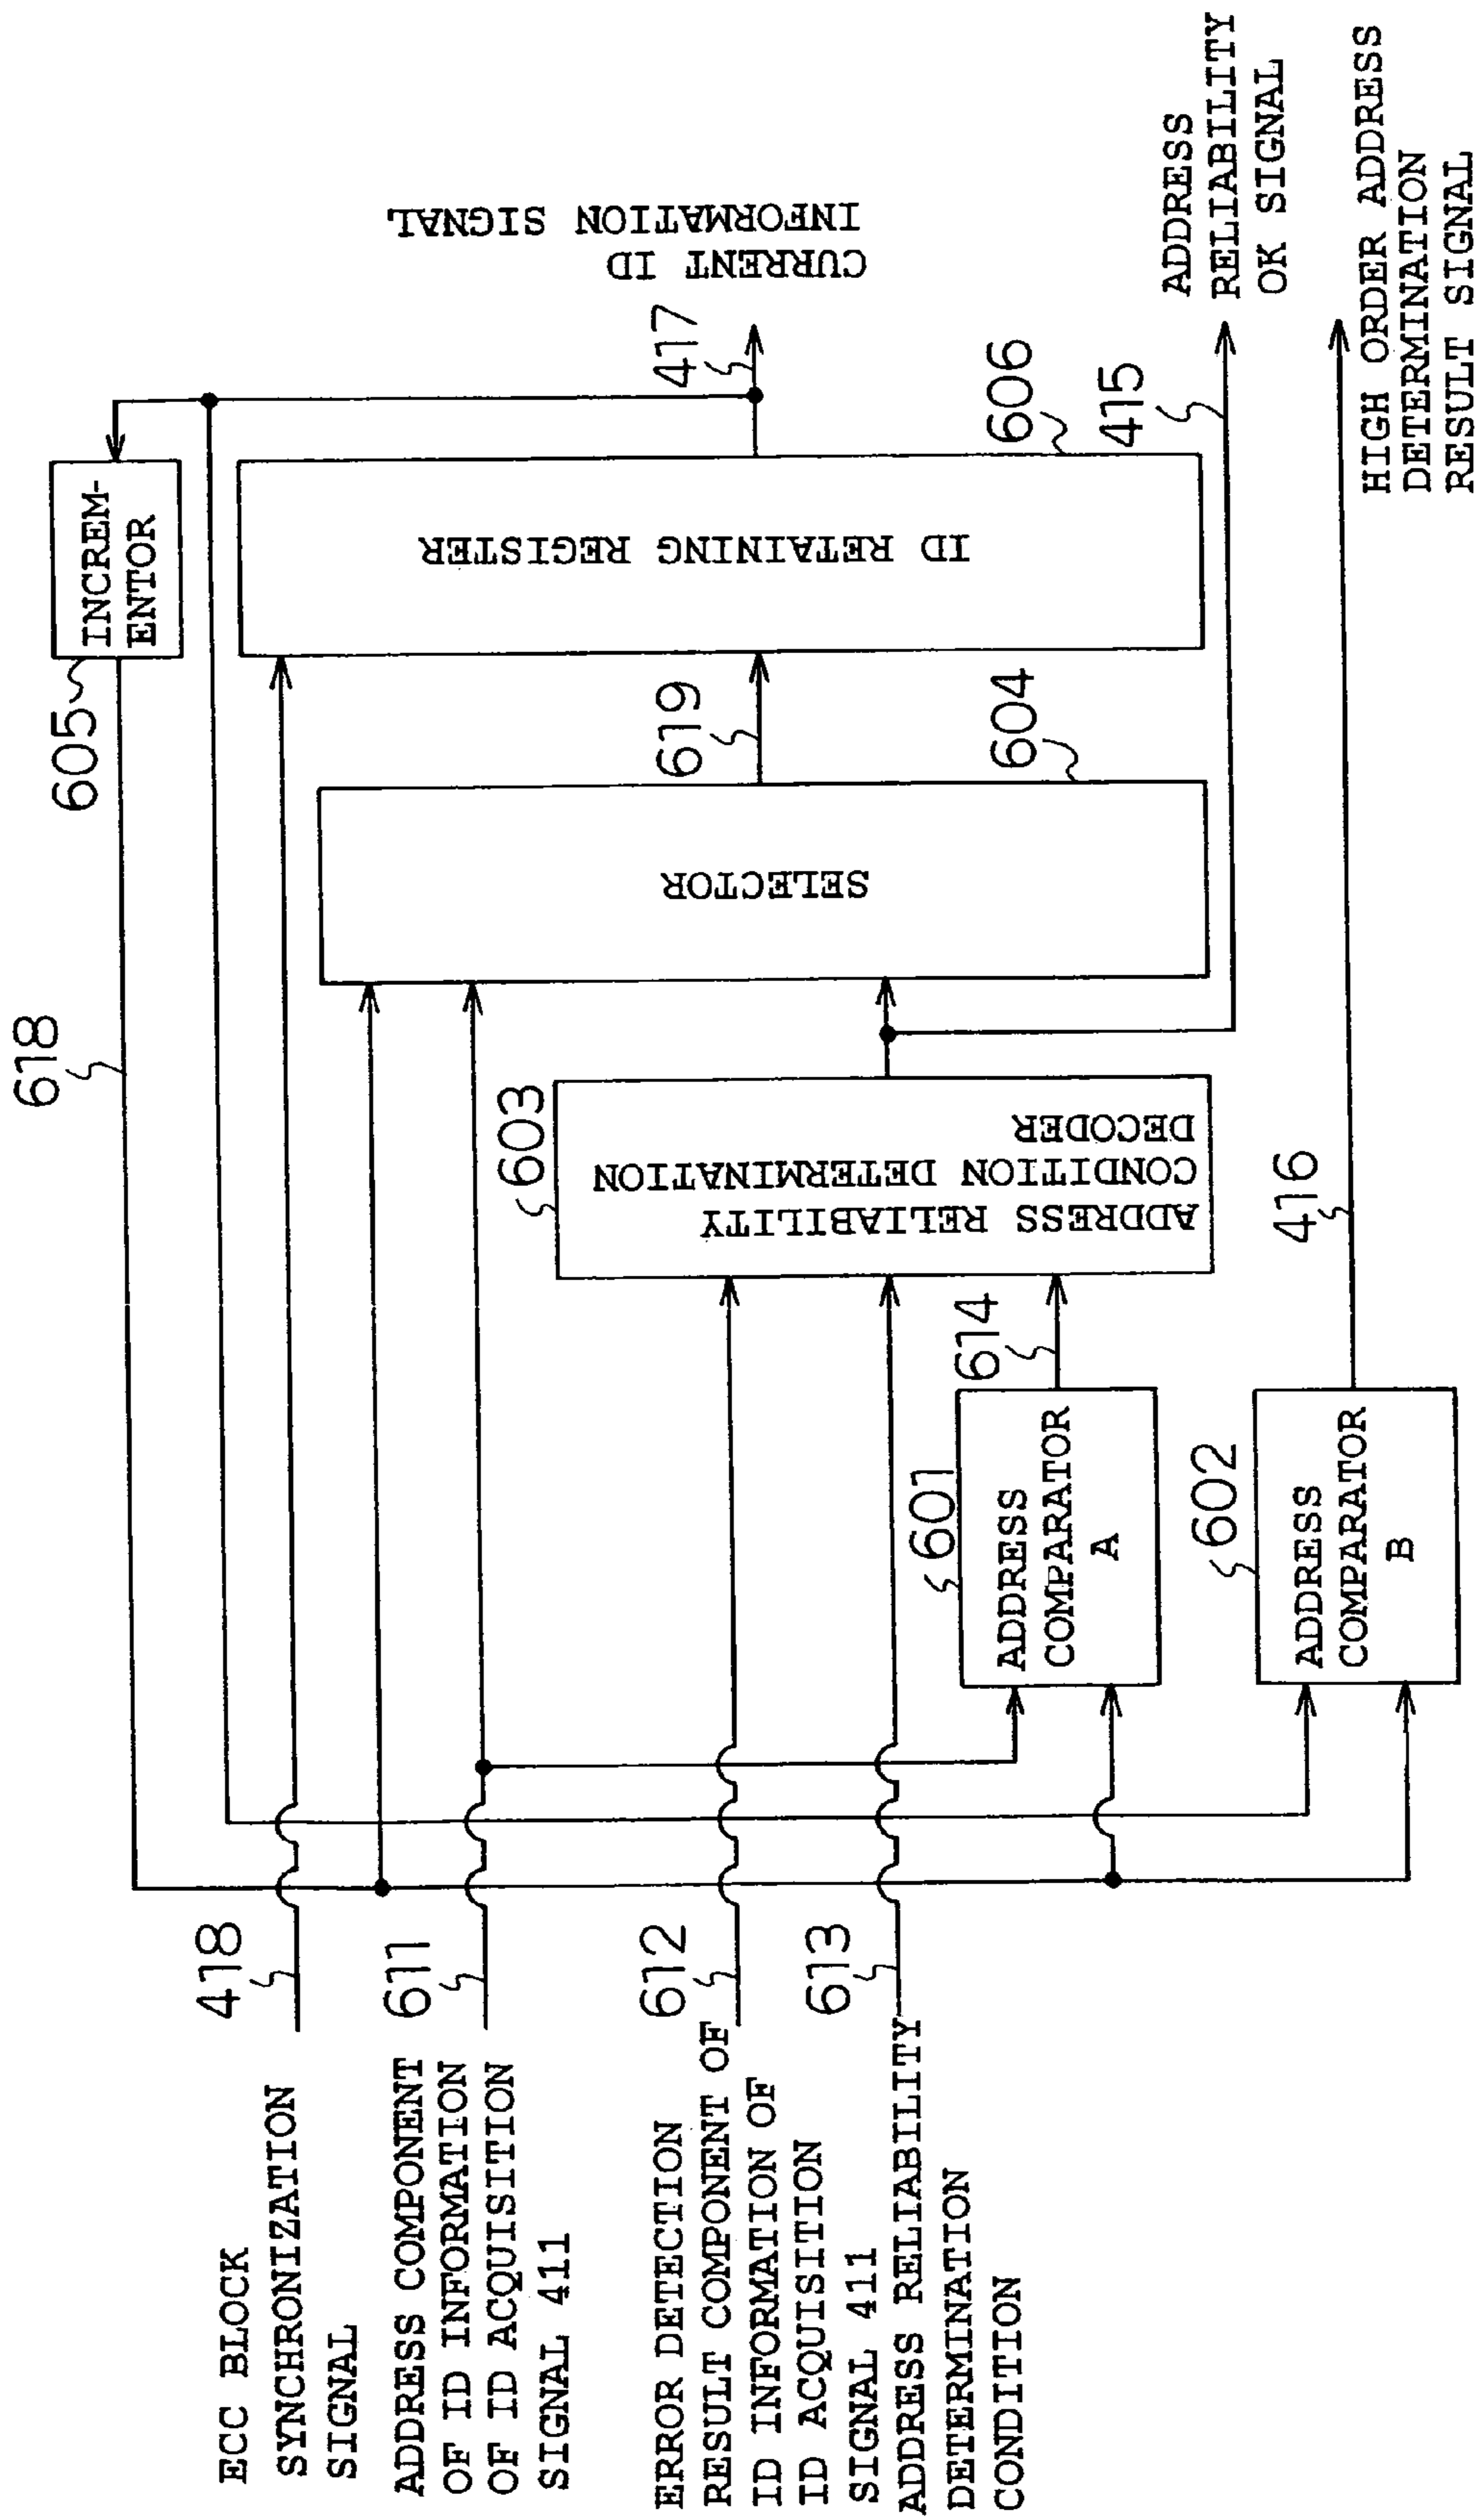 618
605
INCREM-
ENTOR
418
ECC BLOCK
SYNCHRONIZATION
SIGNAL
611
ADDRESS COMPONENT
OF ID INFORMATION
OF ID ACQUISITION
SIGNAL 411
612
ERROR DETECTION
RESULT COMPONENT OF
ID INFORMATION OF
ID ACQUISITION
SIGNAL 411
613
ADDRESS RELIABILITY
DETERMINATION
CONDITION
601
ADDRESS
COMPARATOR
A
614
602
ADDRESS
COMPARATOR
B
603
ADDRESS RELIABILITY
CONDITION DETERMINATION
DECODER
SELECTOR
604
619
ID RETAINING REGISTER
606
417
CURRENT ID
INFORMATION SIGNAL
415
ADDRESS
RELIABILITY
OK SIGNAL
416
HIGH ORDER ADDRESS
DETERMINATION
RESULT SIGNAL